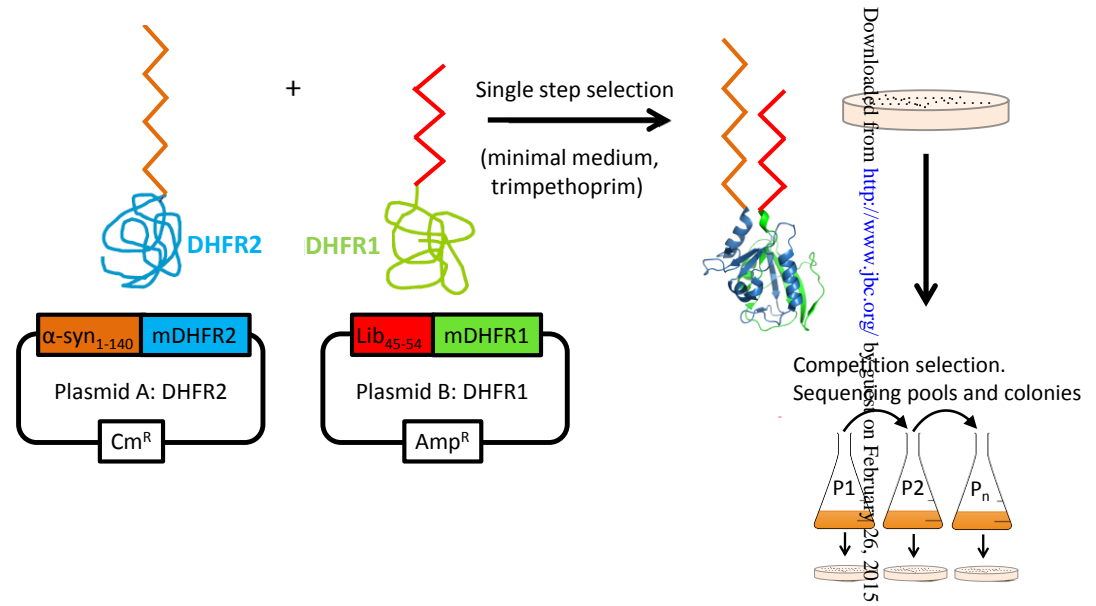 +
Single step selection
(minimal medium,
trimpethoprim)
DHFR2
DHFR1
α-syn1-140 mDHFR2
Plasmid A: DHFR2
CmR
Lib45-54 mDHFR1
Plasmid B: DHFR1
AmpR
Competition selection.
Sequencing pools and colonies
P1 P2 Pn
Downloaded from http://www.jbc.org/ by guest on February 26, 2015